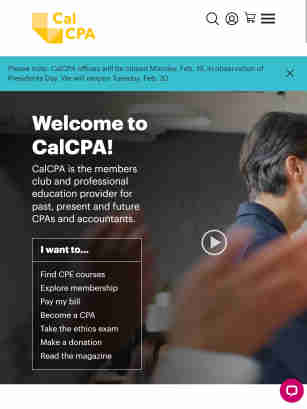 Cal
CPA
Please note: CalCPA offices will be closed Monday, Feb. 19, in observation of
Presidents Day. We will reopen Tuesday, Feb. 20.
Welcome to
CalCPA!
CalCPA is the members
club and professional
education provider for
past, present and future
CPAs and accountants.
I want to...
Find CPE courses
Explore membership
Pay my bill
Become a CPA
Take the ethics exam
Make a donation
Read the magazine